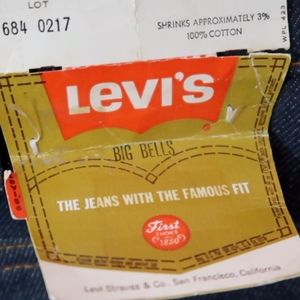 LOT
684 0217
SHRINKS APPROXIMATELY 3%
100% COTTON
WPL 423
LEVI'S
BIG BELLS
LEVI'S
THE JEANS WITH THE FAMOUS FIT
First
CHOICE
Levi Strauss & Co. San Francisco, California